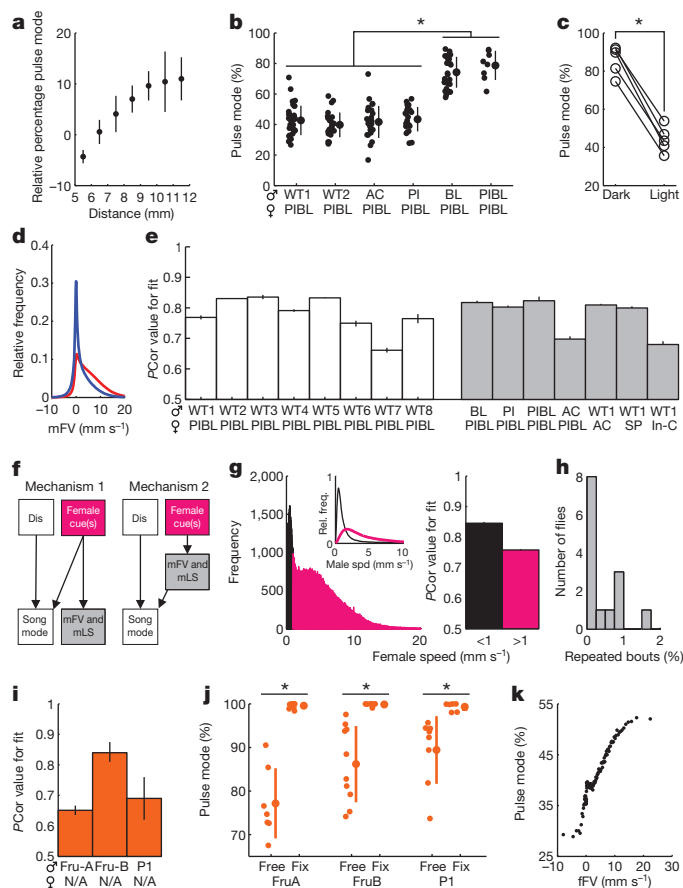 a
Relative percentage pulse mode
20
10
0
−10
5 6 7 8 9 10 11 12
Distance (mm)
b
*
Pulse mode (%)
100
80
60
40
20
0
♂ WT1 WT2 AC PI BL PIBL
♀ PIBL PIBL PIBL PIBL PIBL PIBL
c
*
Pulse mode (%)
100
80
60
40
20
Dark Light
d
Relative frequency
0.4
0.3
0.2
0.1
0
−10 0 10 20
mFV (mm s−1)
e
PCor value for fit
1
0.9
0.8
0.7
0.6
0.5
♂ WT1 WT2 WT3 WT4 WT5 WT6 WT7 WT8 BL PI PIBL AC WT1 WT1 WT1
♀ PIBL PIBL PIBL PIBL PIBL PIBL PIBL PIBL PIBL PIBL PIBL PIBL AC SP In-C
f
Mechanism 1 Mechanism 2
Dis Female cue(s) Dis Female cue(s)
mFV and mLS
Song mode mFV and mLS Song mode
g
Frequency
2,000
1,500
1,000
500
0
0 5 10 15 20
Rel. freq.
1
0
0 5 10
Male spd (mm s−1)
PCor value for fit
1
0.9
0.8
0.7
0.6
0.5
<1 >1
Female speed (mm s−1)
h
Number of flies
8
6
4
2
0
0 1 2
Repeated bouts (%)
i
PCor value for fit
1
0.9
0.8
0.7
0.6
0.5
♂ Fru-A Fru-B P1
♀ N/A N/A N/A
j
* * *
Pulse mode (%)
100
90
80
70
Free Fix Free Fix Free Fix
FruA FruB P1
k
Pulse mode (%)
55
45
35
25
−10 0 10 20
fFV (mm s−1)